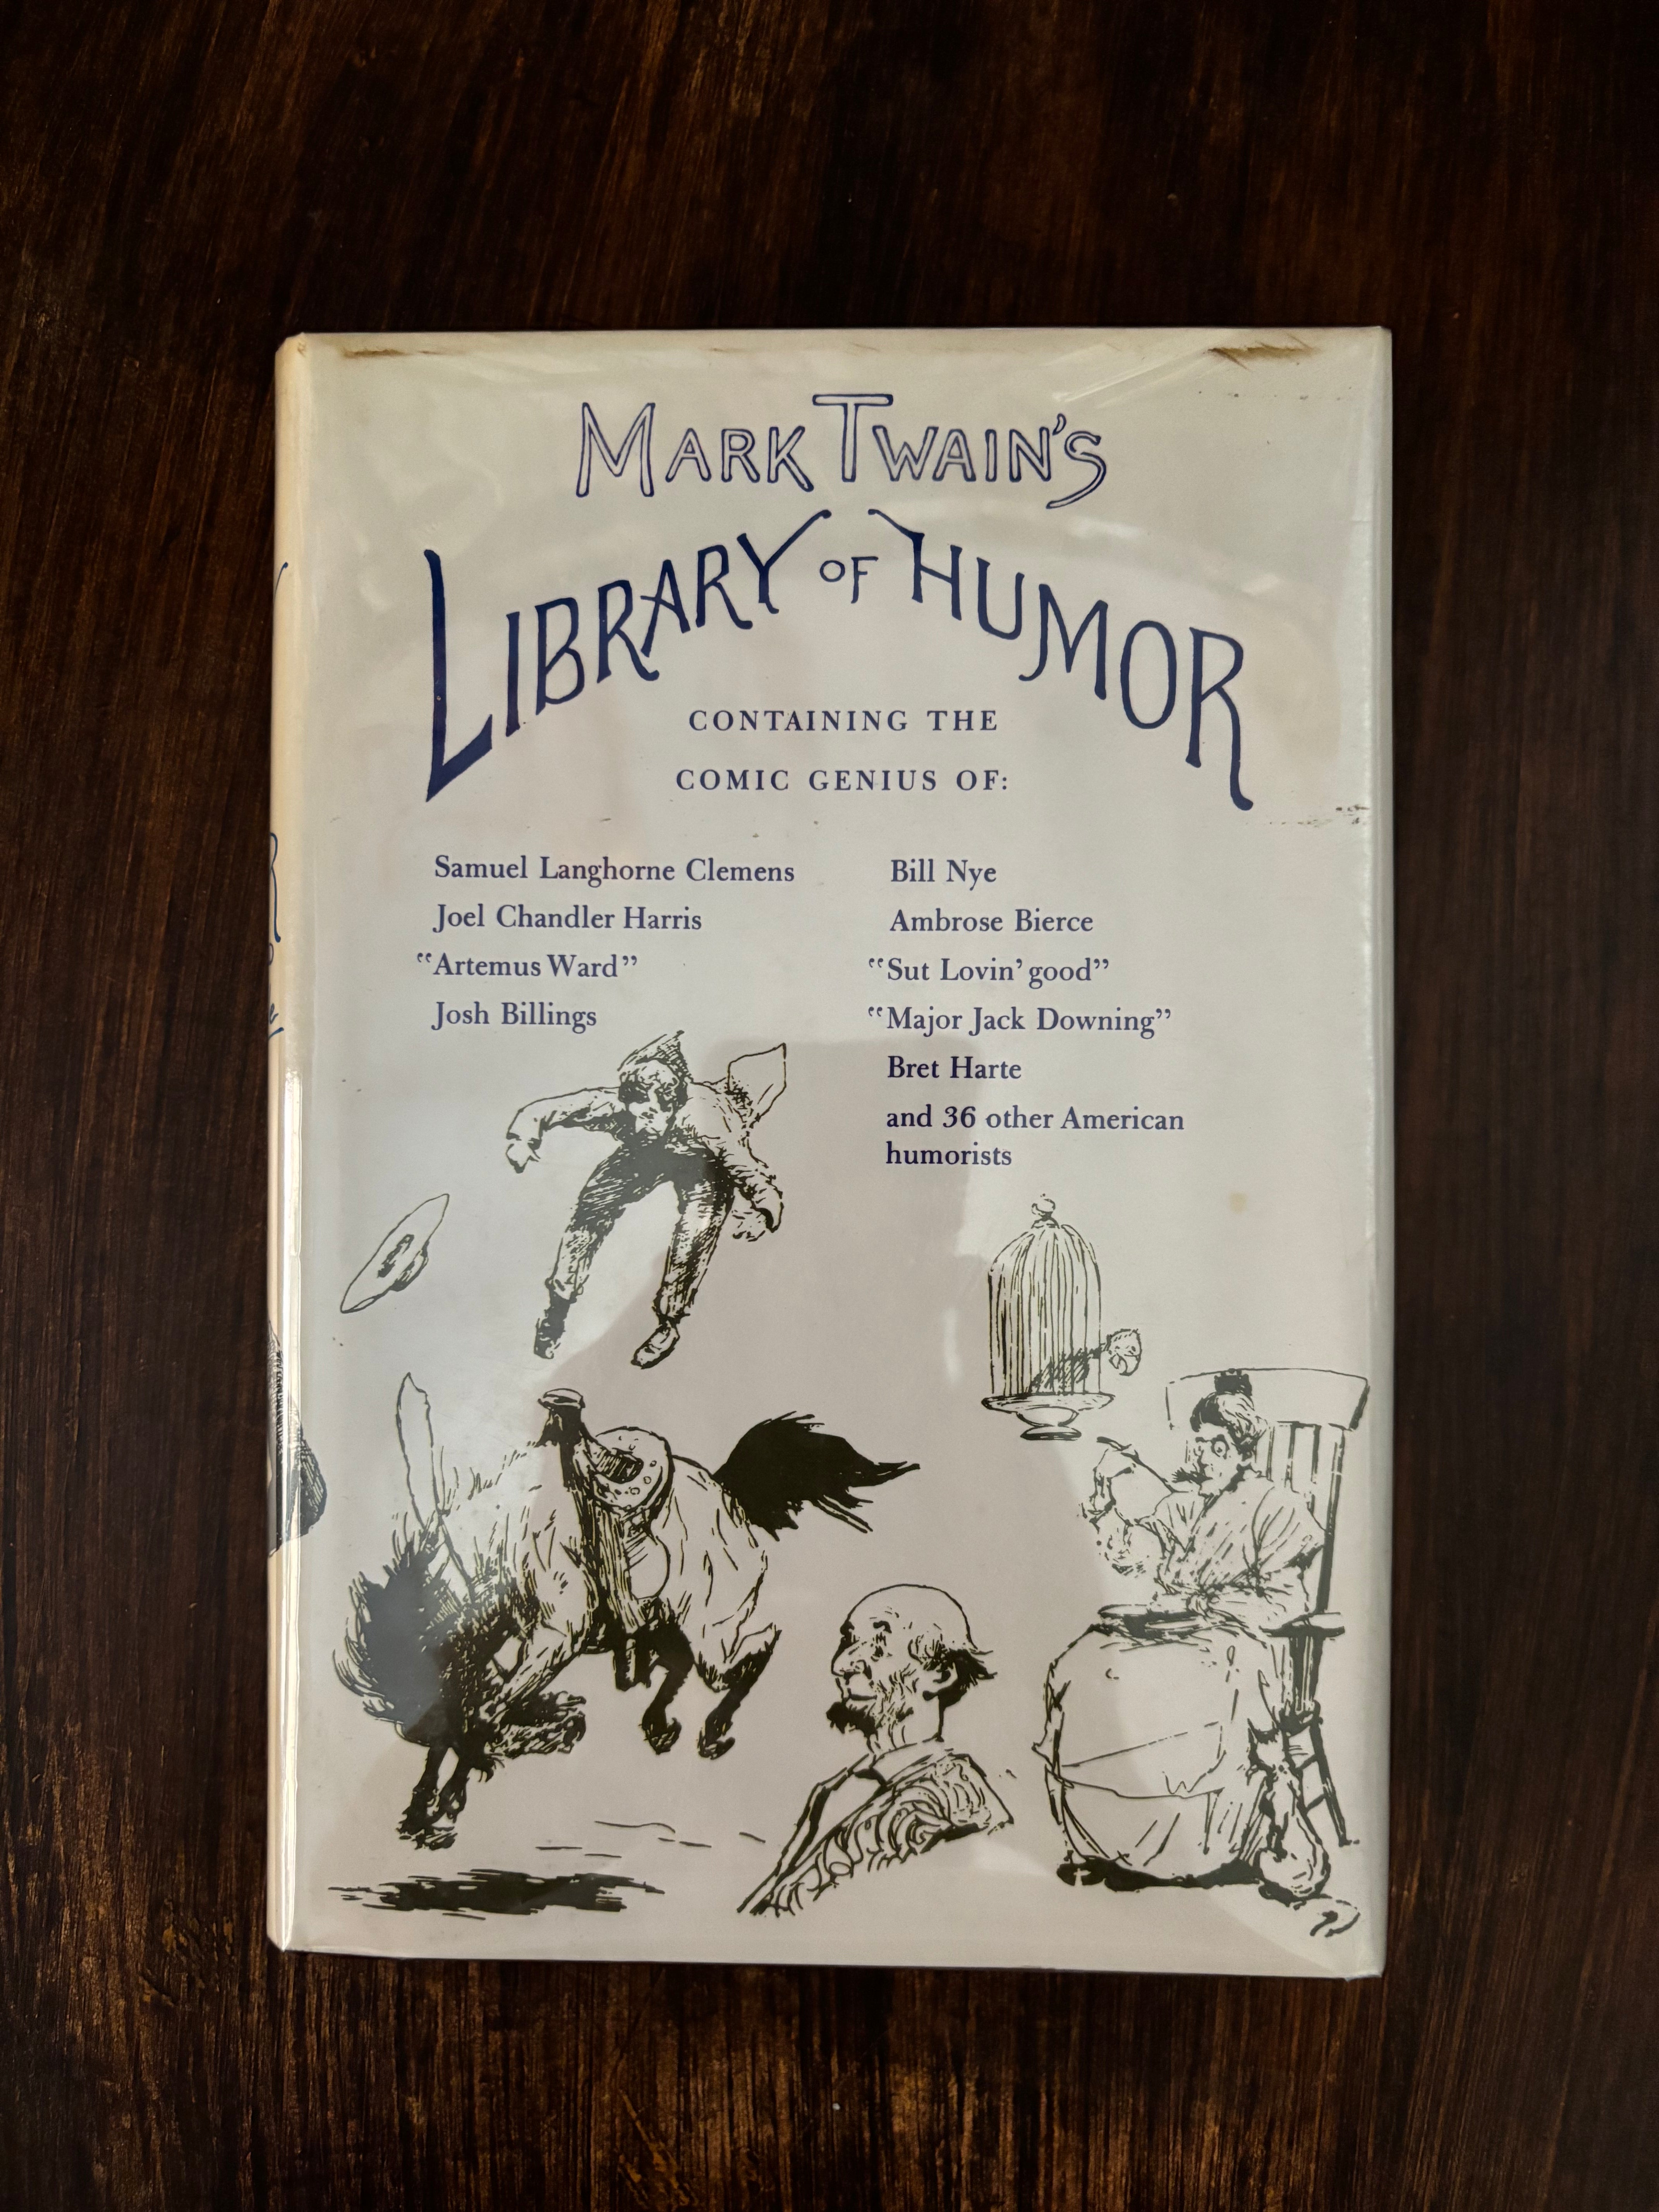 MARK TWAIN'S
LIBRARY OF HUMOR
CONTAINING THE
COMIC GENIUS OF:
Samuel Langhorne Clemens
Joel Chandler Harris
“Artemus Ward”
Josh Billings
Bill Nye
Ambrose Bierce
“Sut Lovin’ good”
“Major Jack Downing”
Bret Harte
and 36 other American
humorists